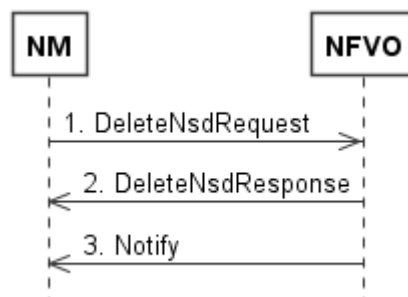 NM
NFVO
1. DeleteNsdRequest
2. DeleteNsdResponse
3. Notify